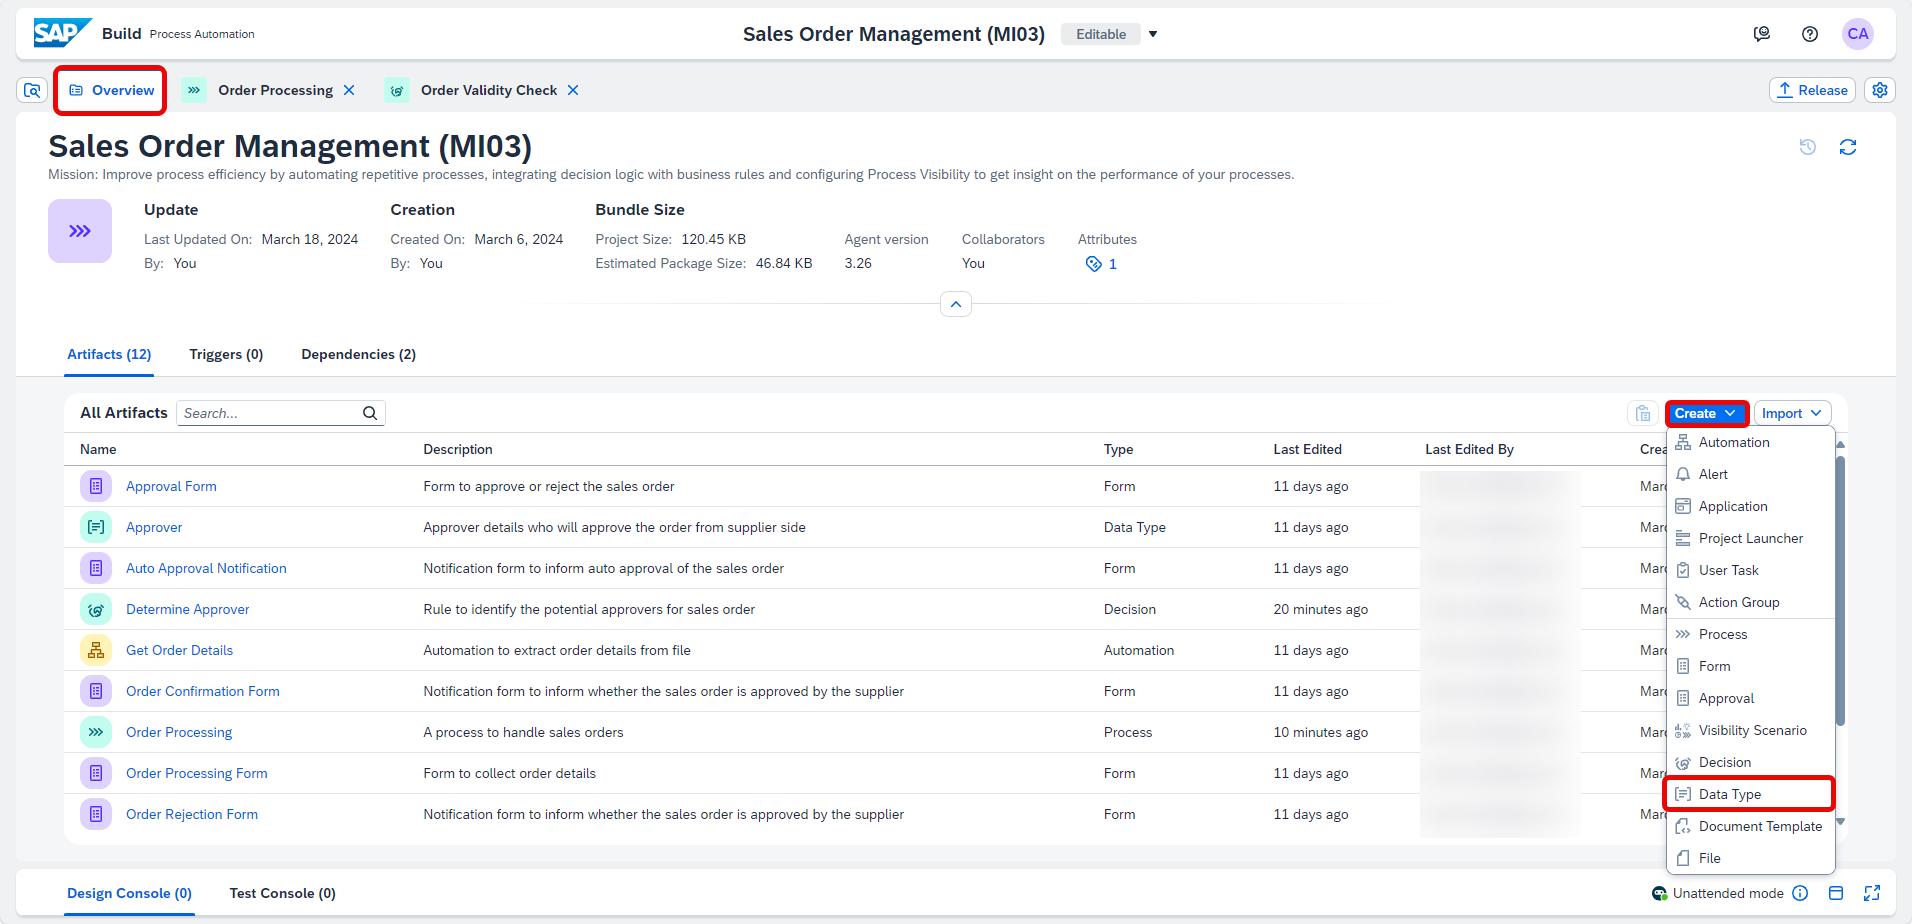 SAP Build Process Automation
Sales Order Management (MI03) Editable
CA
Overview Order Processing Order Validity Check Release
Sales Order Management (MI03)
Mission: Improve process efficiency by automating repetitive processes, integrating decision logic with business rules and configuring Process Visibility to get insight on the performance of your processes.
Update Creation Bundle Size
Last Updated On: March 18, 2024 Created On: March 6, 2024 Project Size: 120.45 KB Agent version Collaborators Attributes
By: You By: You Estimated Package Size: 46.84 KB 3.26 You 1
Artifacts (12) Triggers (0) Dependencies (2)
All Artifacts Search... Create Import
Name Description Type Last Edited Last Edited By Crea
Approval Form Form to approve or reject the sales order Form 11 days ago Marc
Approver Approver details who will approve the order from supplier side Data Type 11 days ago Marc
Auto Approval Notification Notification form to inform auto approval of the sales order Form 11 days ago Marc
Determine Approver Rule to identify the potential approvers for sales order Decision 20 minutes ago Marc
Get Order Details Automation to extract order details from file Automation 11 days ago Marc
Order Confirmation Form Notification form to inform whether the sales order is approved by the supplier Form 11 days ago Marc
Order Processing A process to handle sales orders Process 10 minutes ago Marc
Order Processing Form Form to collect order details Form 11 days ago Marc
Order Rejection Form Notification form to inform whether the sales order is approved by the supplier Form 11 days ago Marc
Automation
Alert
Application
Project Launcher
User Task
Action Group
Process
Form
Approval
Visibility Scenario
Decision
Data Type
Document Template
File
Design Console (0) Test Console (0) Unattended mode